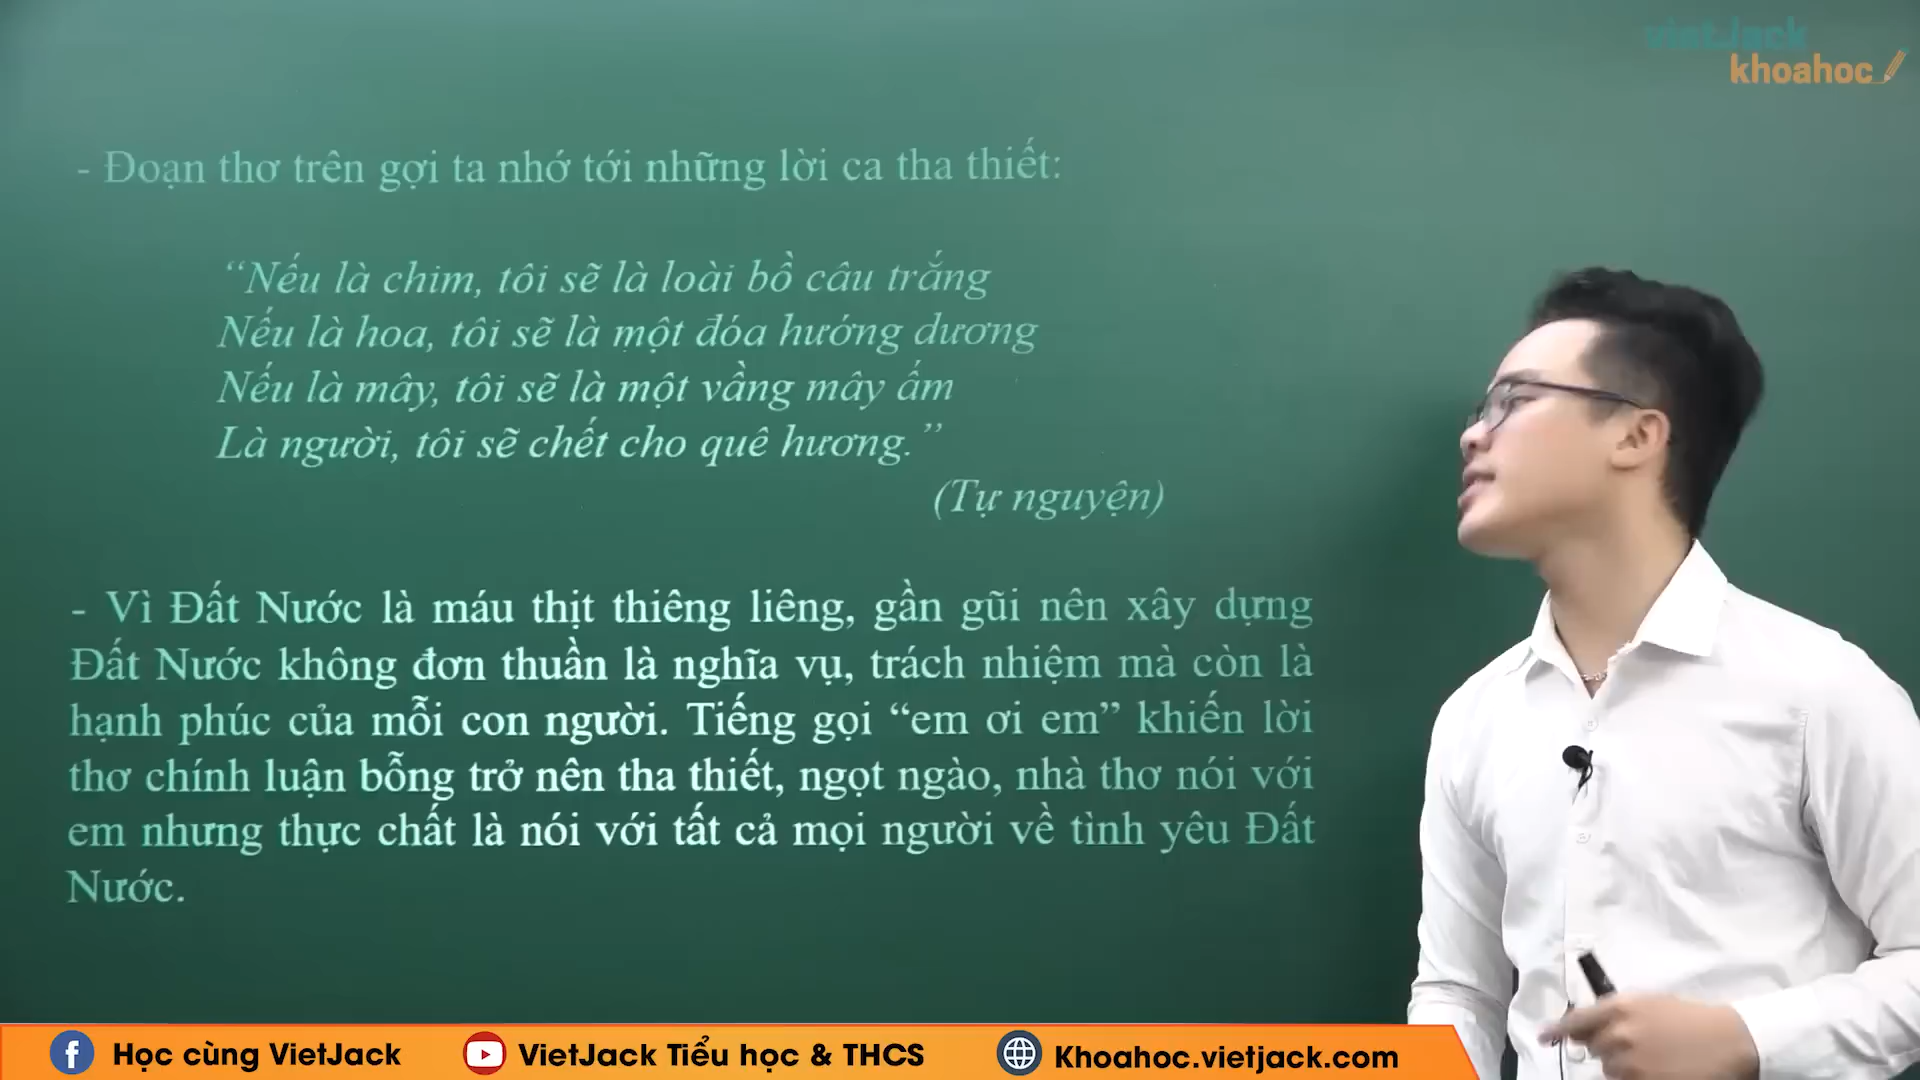 vietJack
khoahoc
- Đoạn thơ trên gợi ta nhớ tới những lời ca tha thiết:
“Nếu là chim, tôi sẽ là loài bồ câu trắng
Nếu là hoa, tôi sẽ là một đóa hướng dương
Nếu là mây, tôi sẽ là một vầng mây ấm
Là người, tôi sẽ chết cho quê hương.”
(Tự nguyện)
- Vì Đất Nước là máu thịt thiêng liêng, gần gũi nên xây dựng
Đất Nước không đơn thuần là nghĩa vụ, trách nhiệm mà còn là
hạnh phúc của mỗi con người. Tiếng gọi “em ơi em” khiến lời
thơ chính luận bỗng trở nên tha thiết, ngọt ngào, nhà thơ nói với
em nhưng thực chất là nói với tất cả mọi người về tình yêu Đất
Nước.
Học cùng VietJack
VietJack Tiểu học & THCS
Khoahoc.vietjack.com